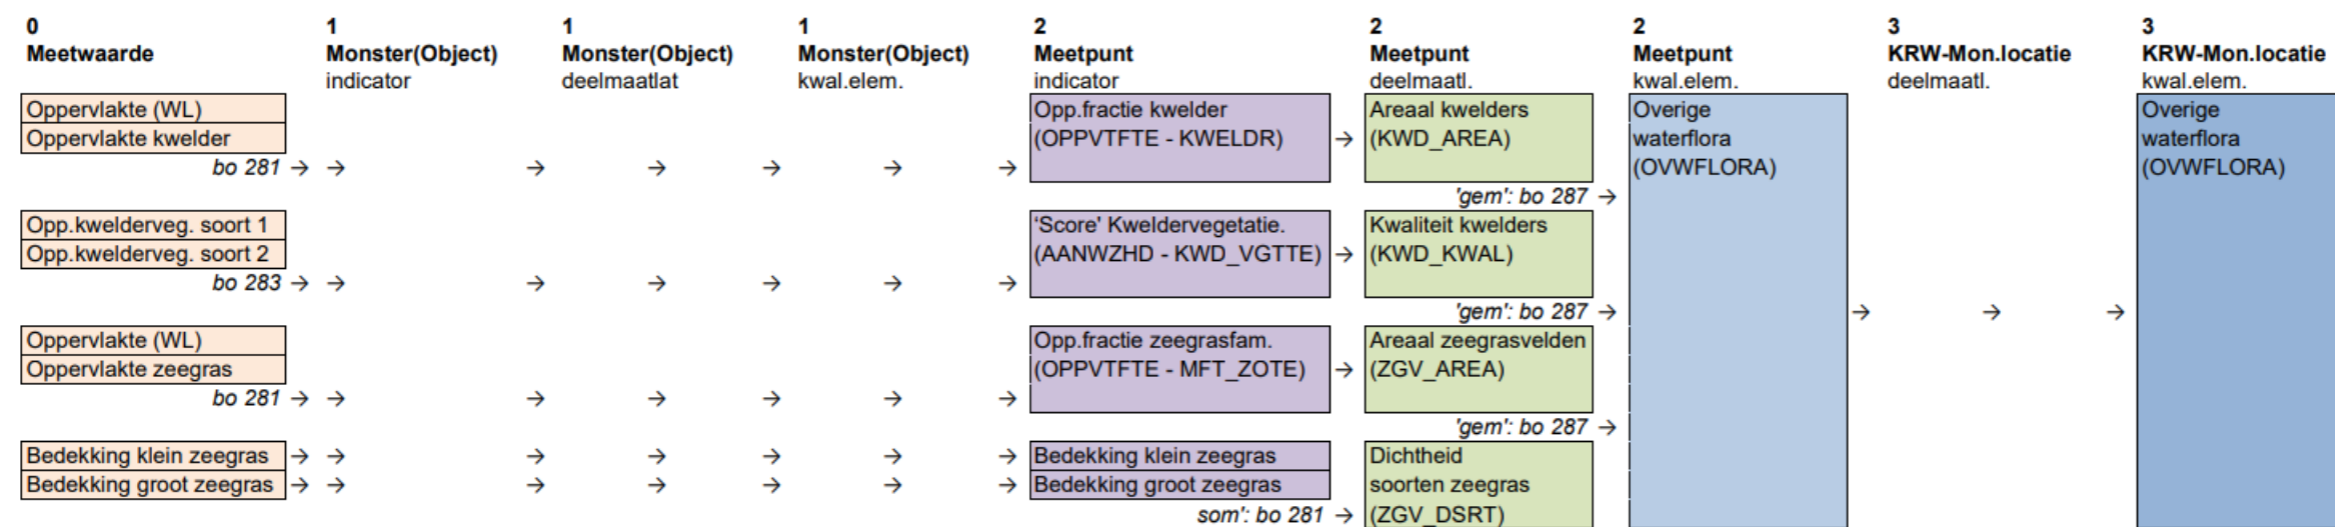 0 1 1 1 2 2 2 3 3
Meetwaarde Monster(Object) Monster(Object) Monster(Object) Meetpunt Meetpunt Meetpunt KRW-Mon.locatie KRW-Mon.locatie
indicator deelmaatlat kwal.elem. indicator deelmaatl. kwal.elem. deelmaatl. kwal.elem.
Oppervlakte (WL) Opp.fractie kwelder Areaal kwelders Overige Overige
Oppervlakte kwelder (OPPVTFTE - KWELDR) → (KWD_AREA) waterflora waterflora
bo 281 → → → → → → → (OVWFLORA) (OVWFLORA)
'gem': bo 287 →
Opp.kwelderveg. soort 1 'Score' Kweldervegetatie. Kwaliteit kwelders
Opp.kwelderveg. soort 2 (AANWZHD - KWD_VGTTE) → (KWD_KWAL)
bo 283 → → → → → → →
'gem': bo 287 → → → →
Oppervlakte (WL) Opp.fractie zeegrasfam. Areaal zeegrasvelden
Oppervlakte zeegras (OPPVTFTE - MFT_ZOTE) → (ZGV_AREA)
bo 281 → → → → → → →
'gem': bo 287 →
Bedekking klein zeegras → → → → → → → Bedekking klein zeegras Dichtheid
Bedekking groot zeegras → → → → → → → Bedekking groot zeegras soorten zeegras
som': bo 281 → (ZGV_DSRT)